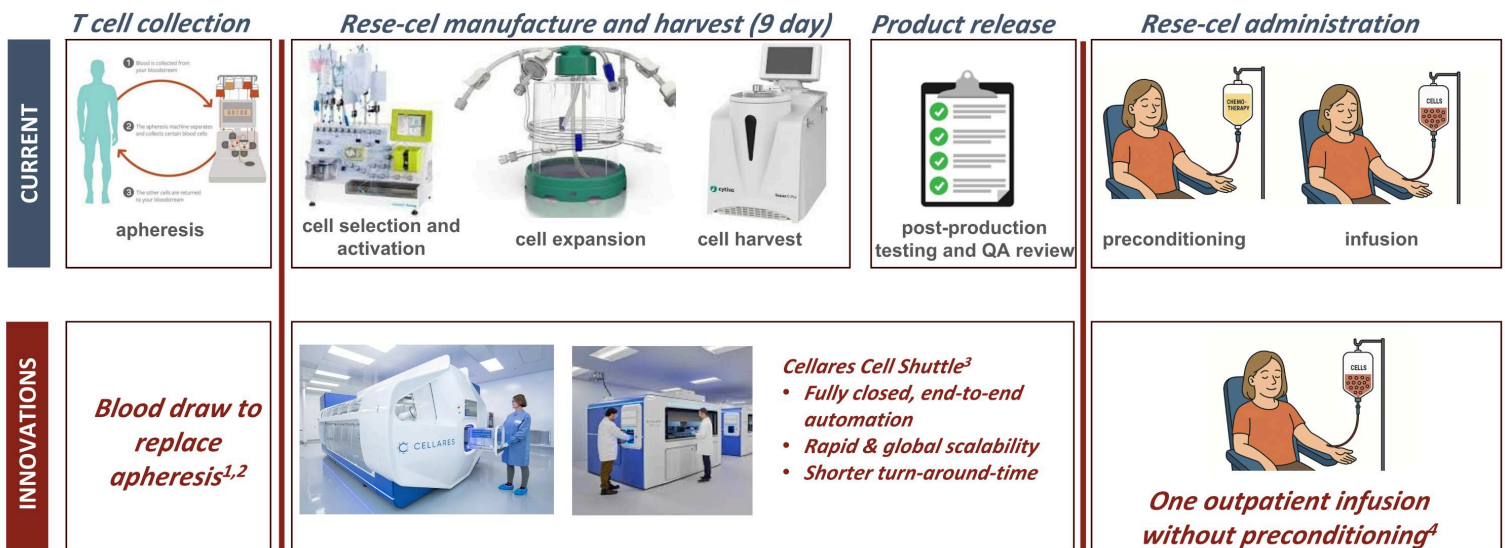 T cell collection
Rese-cel manufacture and harvest (9 day)
Product release
Rese-cel administration
CURRENT
1 Blood is collected from
your bloodstream
2 The apheresis machine separates
and collects certain blood cells
3 The other cells are returned
to your bloodstream
apheresis
cell selection and
activation
cell expansion
cytiva
cell harvest
post-production
testing and QA review
CHEMO-
THERAPY
preconditioning
CELLS
infusion
INNOVATIONS
Blood draw to
replace
apheresis1,2
CELLARES
Cellares Cell Shuttle3
• Fully closed, end-to-end
automation
• Rapid & global scalability
• Shorter turn-around-time
CELLS
One outpatient infusion
without preconditioning4